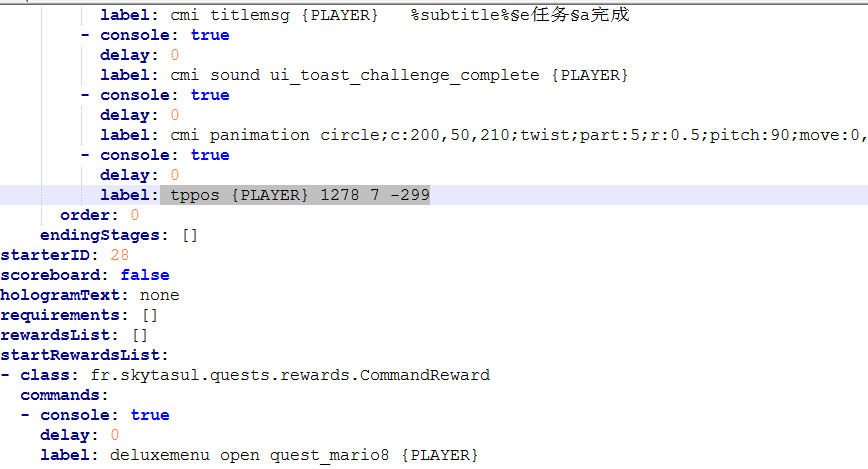 label: cmi titlemsg {PLAYER}   %subtitle%§e任务§a完成
- console: true
delay: 0
label: cmi sound ui_toast_challenge_complete {PLAYER}
- console: true
delay: 0
label: cmi panimation circle;c:200,50,210;twist;part:5;r:0.5;pitch:90;move:0,
- console: true
delay: 0
label: tppos {PLAYER} 1278 7 -299
order: 0
endingStages: []
starterID: 28
scoreboard: false
hologramText: none
requirements: []
rewardsList: []
startRewardsList:
- class: fr.skytasul.quests.rewards.CommandReward
commands:
- console: true
delay: 0
label: deluxemenu open quest_mario8 {PLAYER}